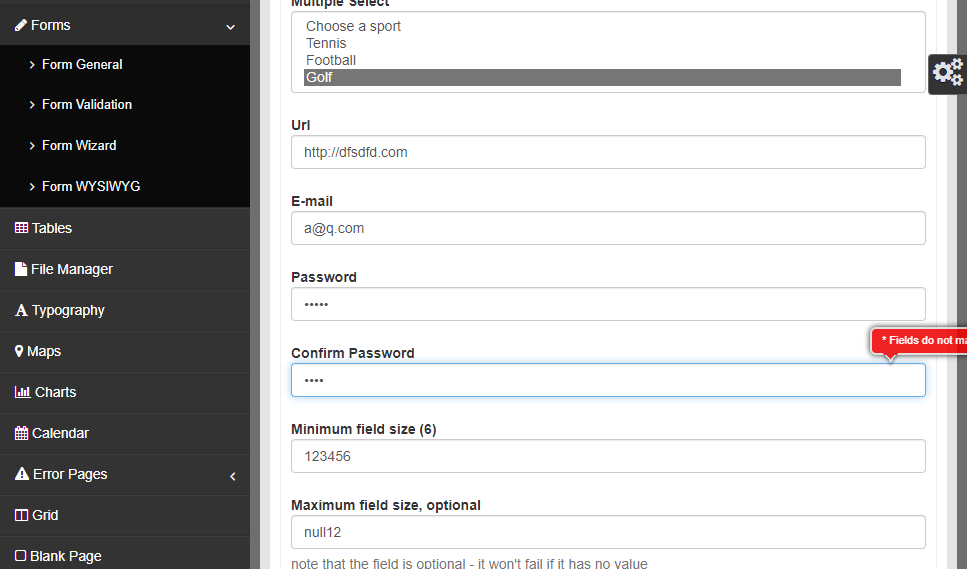 Forms
Form General
Form Validation
Form Wizard
Form WYSIWYG
Tables
File Manager
Typography
Maps
Charts
Calendar
Error Pages
Grid
Blank Page
Multiple Select
Choose a sport
Tennis
Football
Golf
Url
http://dfsdfd.com
E-mail
a@q.com
Password
•••••
* Fields do not ma
Confirm Password
••••
Minimum field size (6)
123456
Maximum field size, optional
null12
note that the field is optional - it won't fail if it has no value